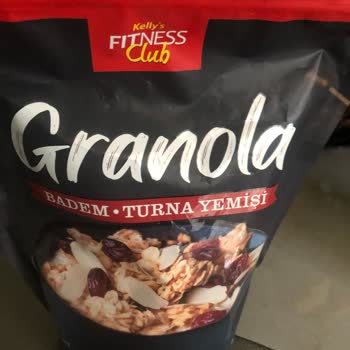 Kelly's
FITNESS
Club
Granola
BADEM • TURNA YEMİŞİ